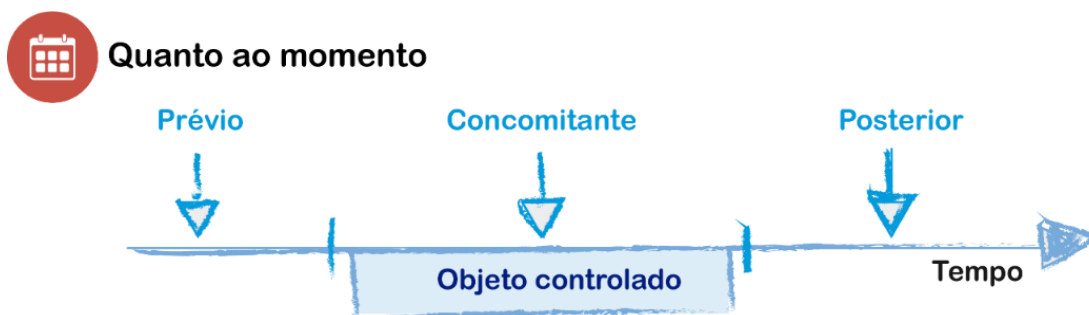 Quanto ao momento
Prévio Concomitante Posterior
Objeto controlado
Tempo